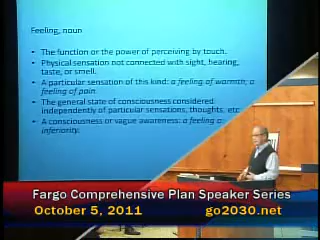 Feeling, noun
• The function or the power of perceiving by touch.
• Physical sensation not connected with sight, hearing,
taste, or smell.
• A particular sensation of this kind: a feeling of warmth; a
feeling of pain
• The general state of consciousness considered
independently of particular sensations, thoughts, etc
• A consciousness or vague awareness: a feeling of
inferiority.
Fargo Comprehensive Plan Speaker Series
October 5, 2011 go2030.net